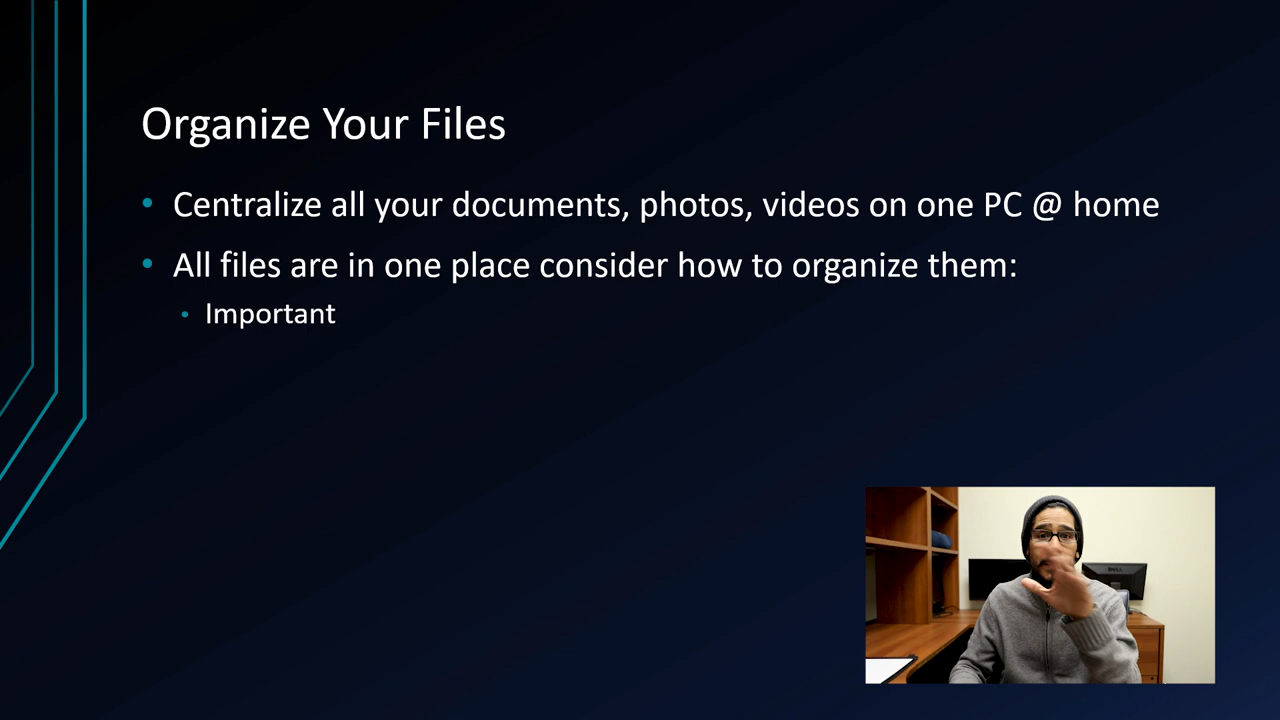 Organize Your Files
Centralize all your documents, photos, videos on one PC @ home
All files are in one place consider how to organize them:
Important
DELL